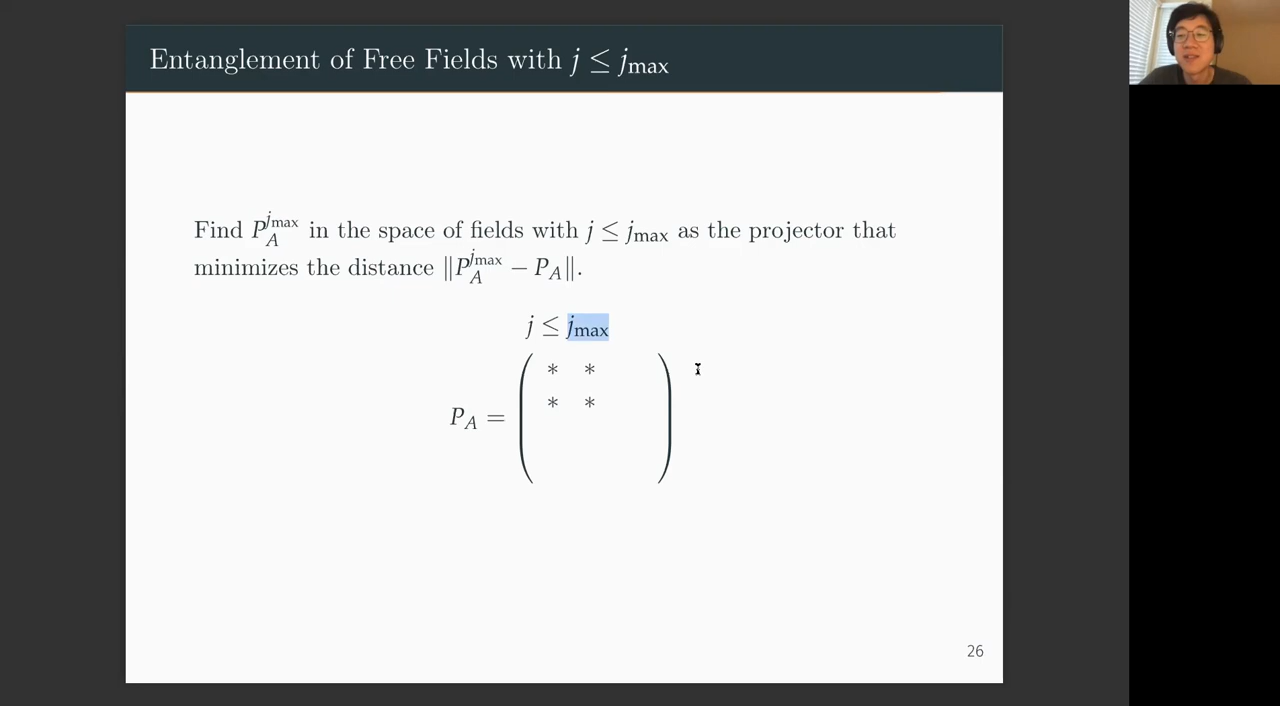 Entanglement of Free Fields with j ≤ j_max
Find P_A^{j_max} in the space of fields with j ≤ j_max as the projector that
minimizes the distance ‖P_A^{j_max} − P_A‖.
j ≤ j_max
P_A = ( * *
* * )
26